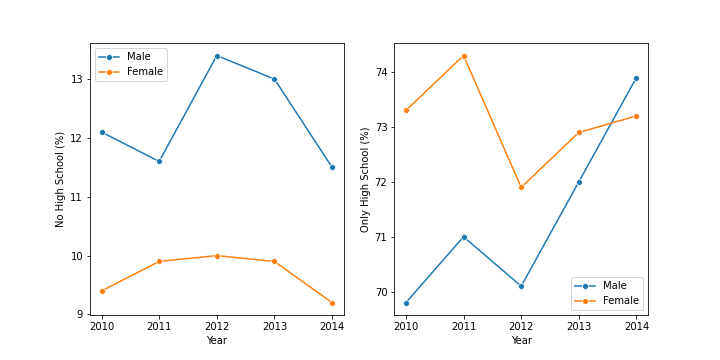 No High School (%)
13
12
11
10
9
Male
Female
2010 2011 2012 2013 2014
Year
Only High School (%)
74
73
72
71
70
Male
Female
2010 2011 2012 2013 2014
Year